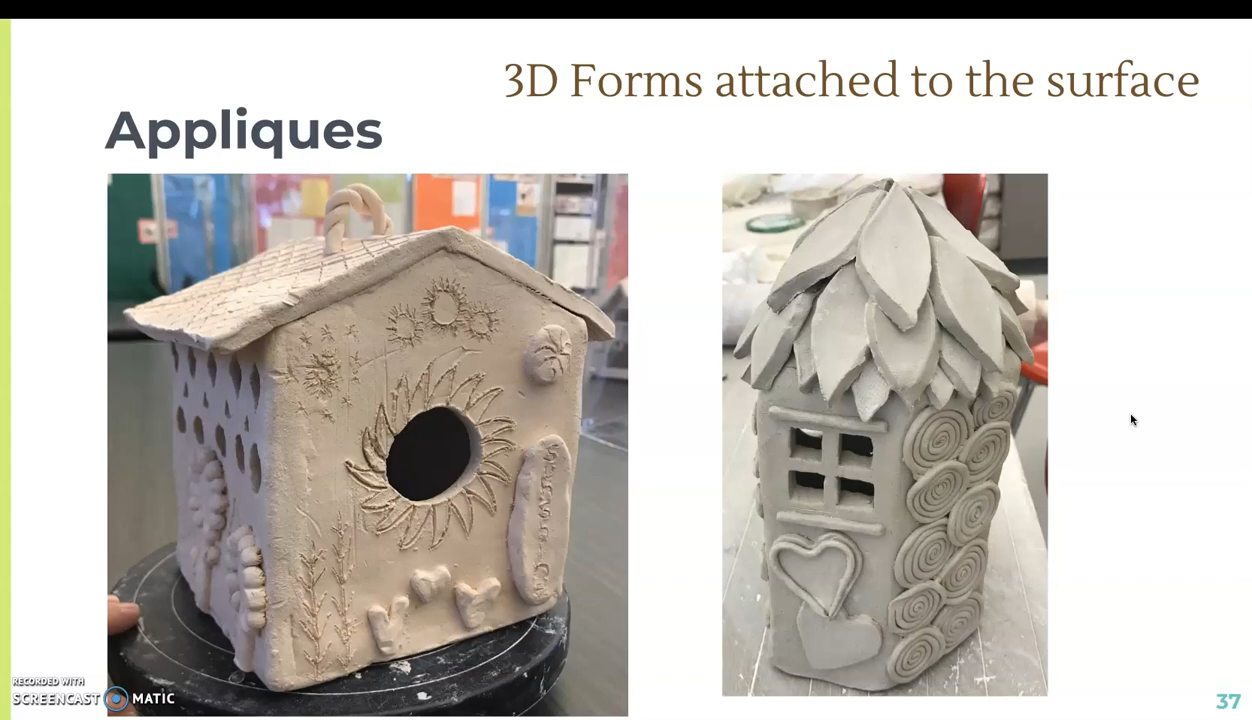 3D Forms attached to the surface
Appliques
RECORDED WITH
SCREENCAST MATIC
37